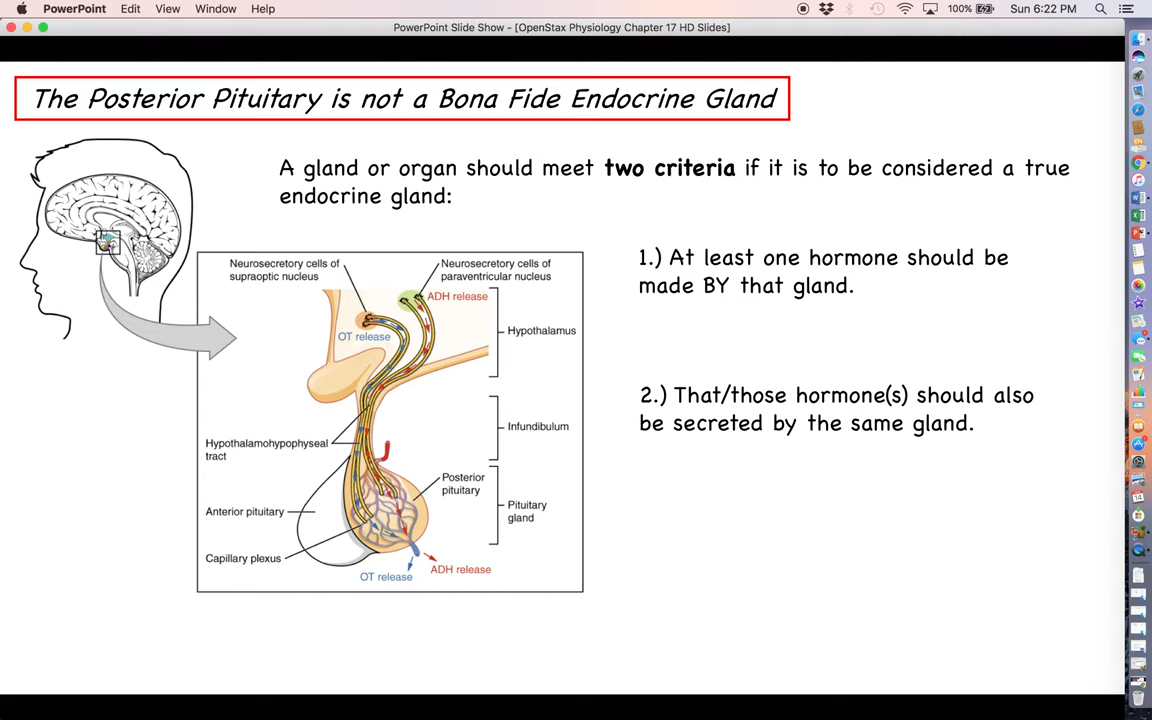 PowerPoint Edit View Window Help 100% Sun 6:22 PM
PowerPoint Slide Show - [OpenStax Physiology Chapter 17 HD Slides]
The Posterior Pituitary is not a Bona Fide Endocrine Gland
A gland or organ should meet two criteria if it is to be considered a true
endocrine gland:
Neurosecretory cells of
supraoptic nucleus
Neurosecretory cells of
paraventricular nucleus
ADH release
OT release
Hypothalamus
Infundibulum
Hypothalamohypophyseal
tract
Posterior
pituitary
Pituitary
gland
Anterior pituitary
Capillary plexus
OT release
ADH release
1.) At least one hormone should be
made BY that gland.
2.) That/those hormone(s) should also
be secreted by the same gland.